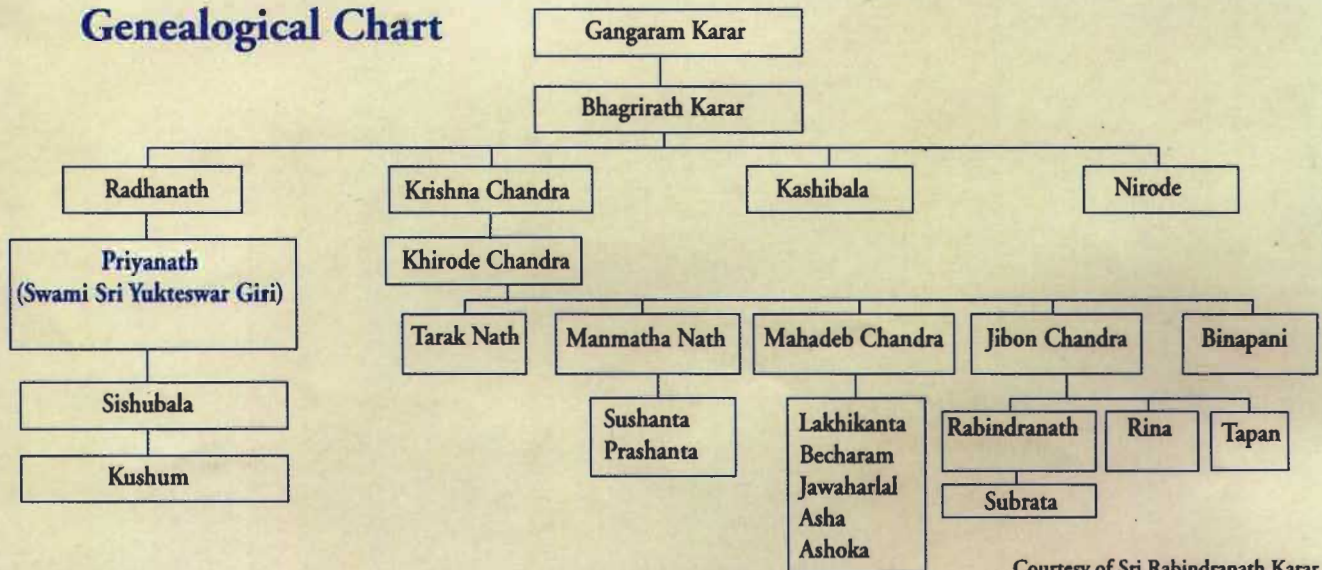 Genealogical Chart
Gangaram Karar
Bhagrirath Karar
Radhanath
Krishna Chandra
Kashibala
Nirode
Priyanath
(Swami Sri Yukteswar Giri)
Khirode Chandra
Tarak Nath
Manmatha Nath
Mahadeb Chandra
Jibon Chandra
Binapani
Sishubala
Kushum
Sushanta
Prashanta
Lakhikanta
Becharam
Jawaharlal
Asha
Ashoka
Rabindranath
Rina
Tapan
Subrata
Courtesy of Sri Rabindranath Karar